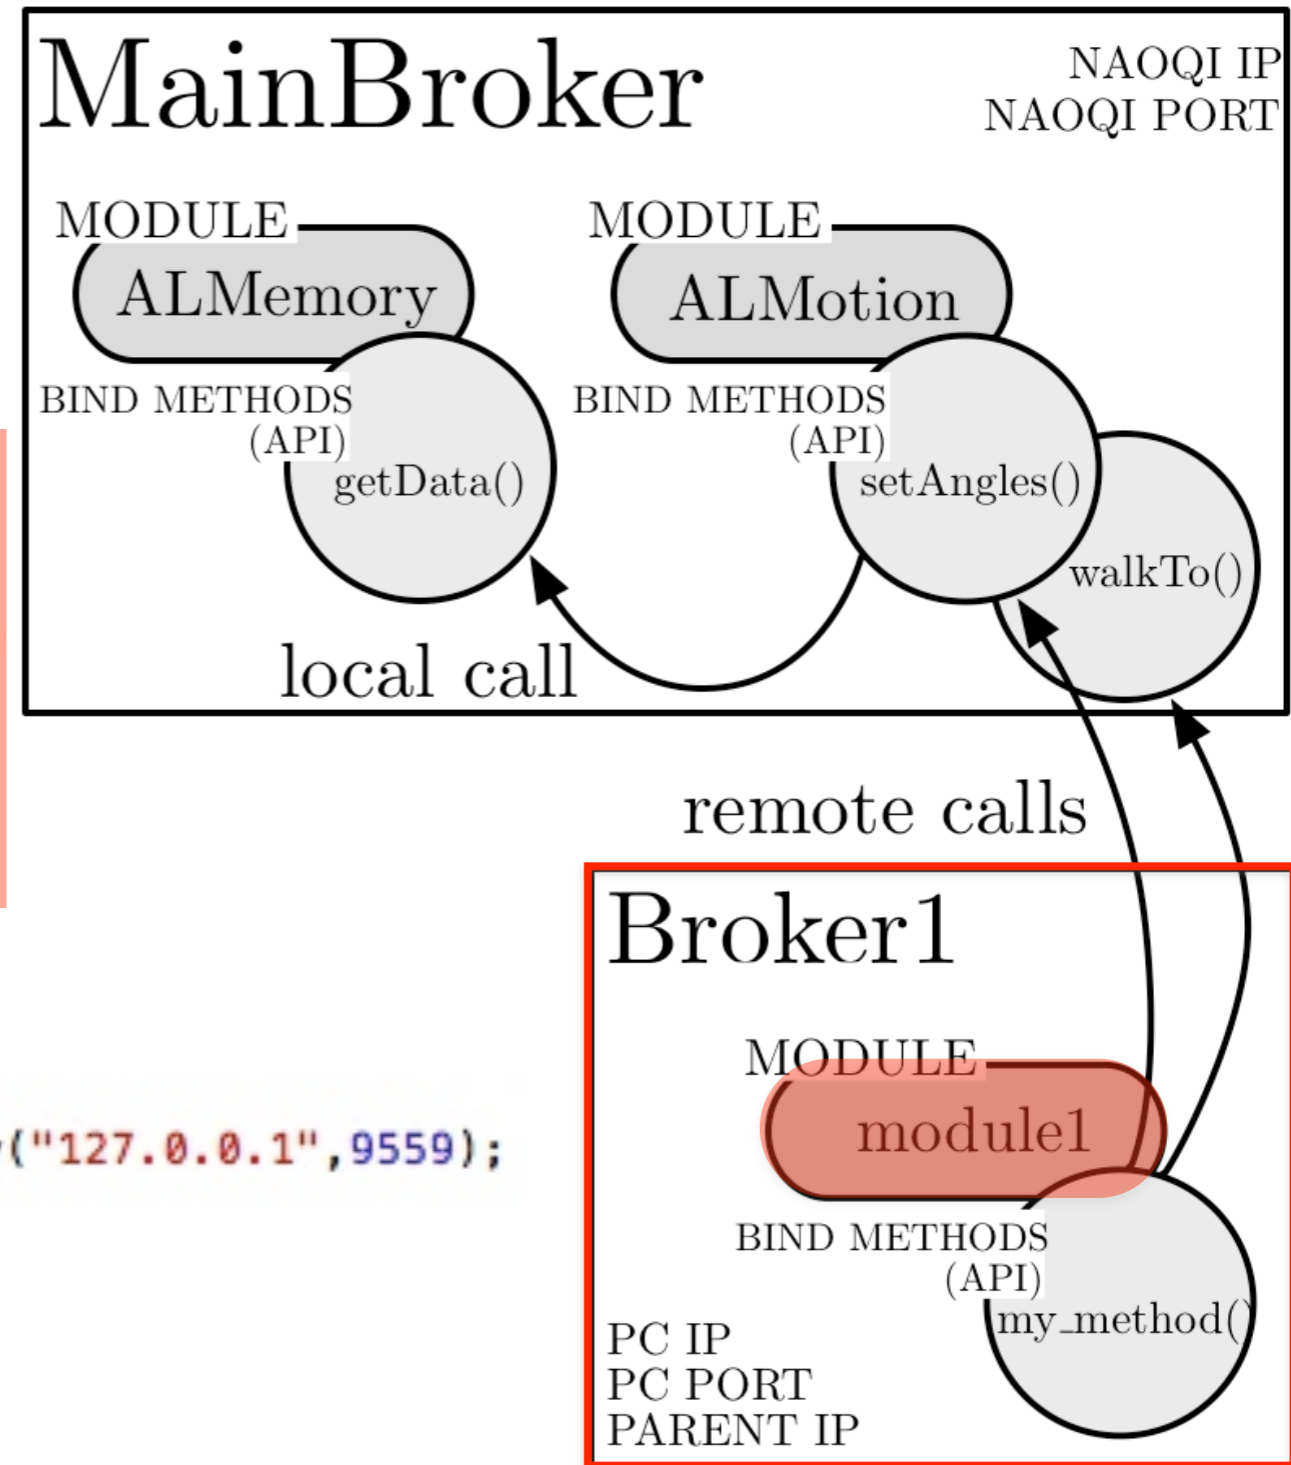 MainBroker
NAOQI IP
NAOQI PORT
MODULE
ALMemory
BIND METHODS
(API)
getData()
MODULE
ALMotion
BIND METHODS
(API)
setAngles()
walkTo()
local call
remote calls
Broker1
MODULE
module1
BIND METHODS
(API)
my_method()
PC IP
PC PORT
PARENT IP
("127.0.0.1",9559);